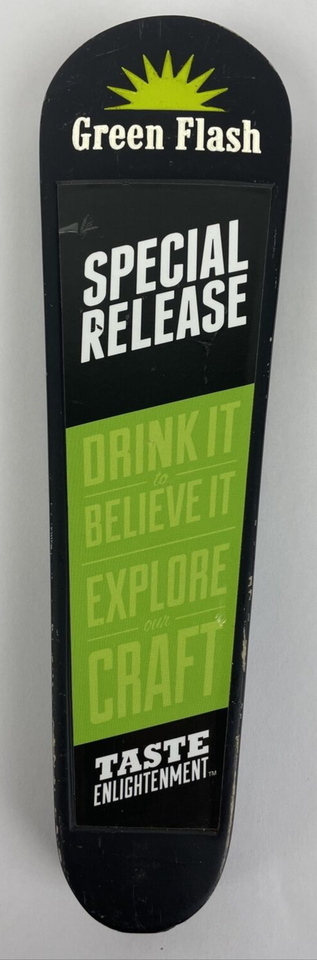 Green Flash
SPECIAL
RELEASE
DRINK IT
to
BELIEVE IT
EXPLORE
our
CRAFT
TASTE
ENLIGHTENMENT™